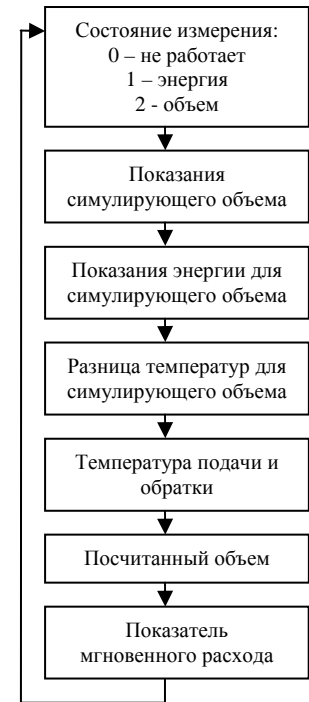 Состояние измерения:
0 – не работает
1 – энергия
2 - объем
Показания
симулирующего объема
Показания энергии для
симулирующего объема
Разница температур для
симулирующего объема
Температура подачи и
обратки
Посчитанный объем
Показатель
мгновенного расхода